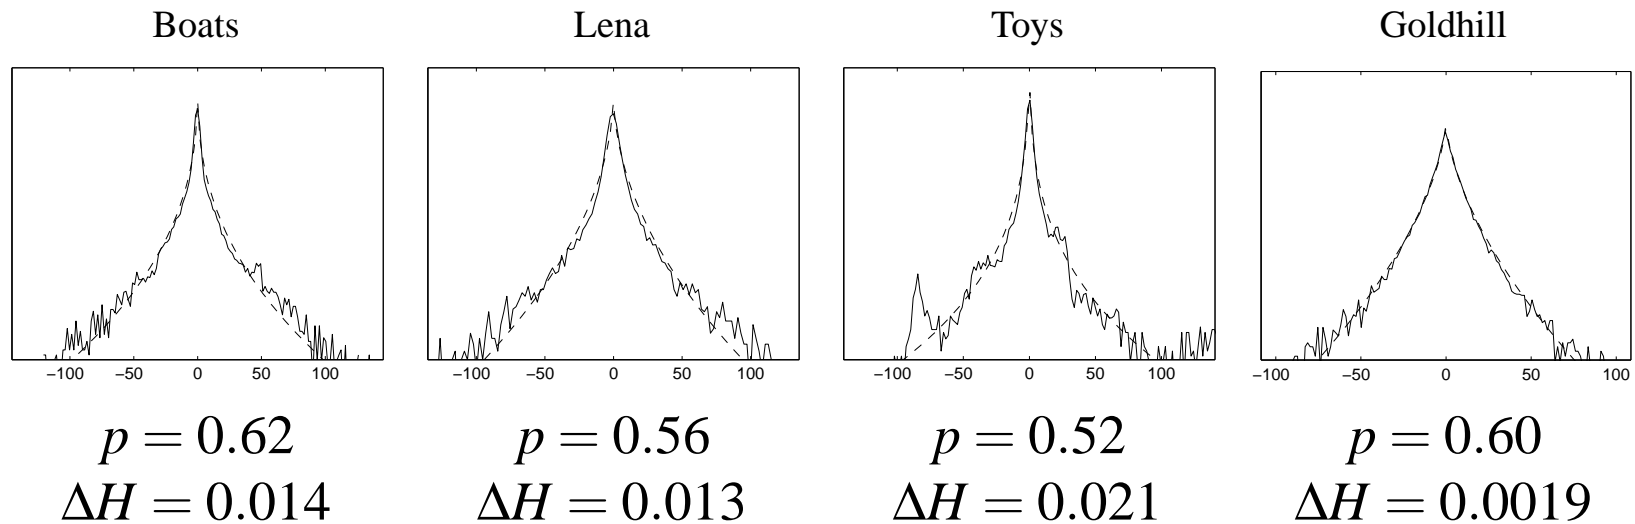 Boats Lena Toys Goldhill
−100 −50 0 50 100 −100 −50 0 50 100 −100 −50 0 50 100 −100 −50 0 50 100
p = 0.62 p = 0.56 p = 0.52 p = 0.60
ΔH = 0.014 ΔH = 0.013 ΔH = 0.021 ΔH = 0.0019